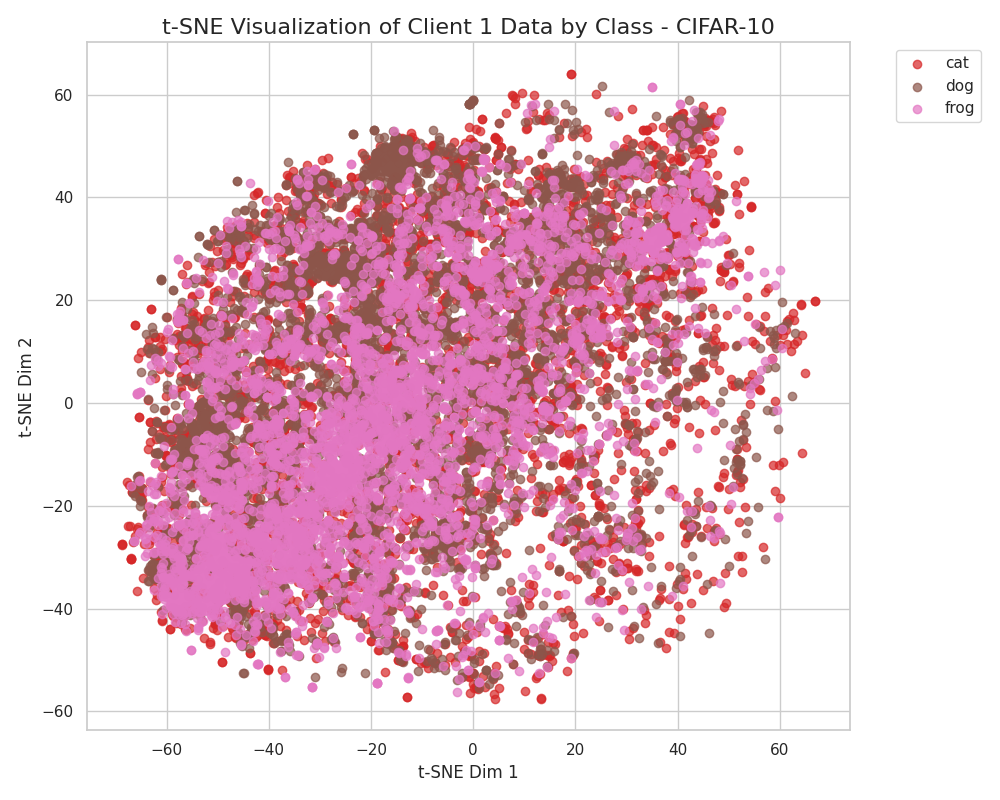 t-SNE Visualization of Client 1 Data by Class - CIFAR-10
cat
dog
frog
60
40
20
0
−20
−40
−60
t-SNE Dim 2
−60 −40 −20 0 20 40 60
t-SNE Dim 1